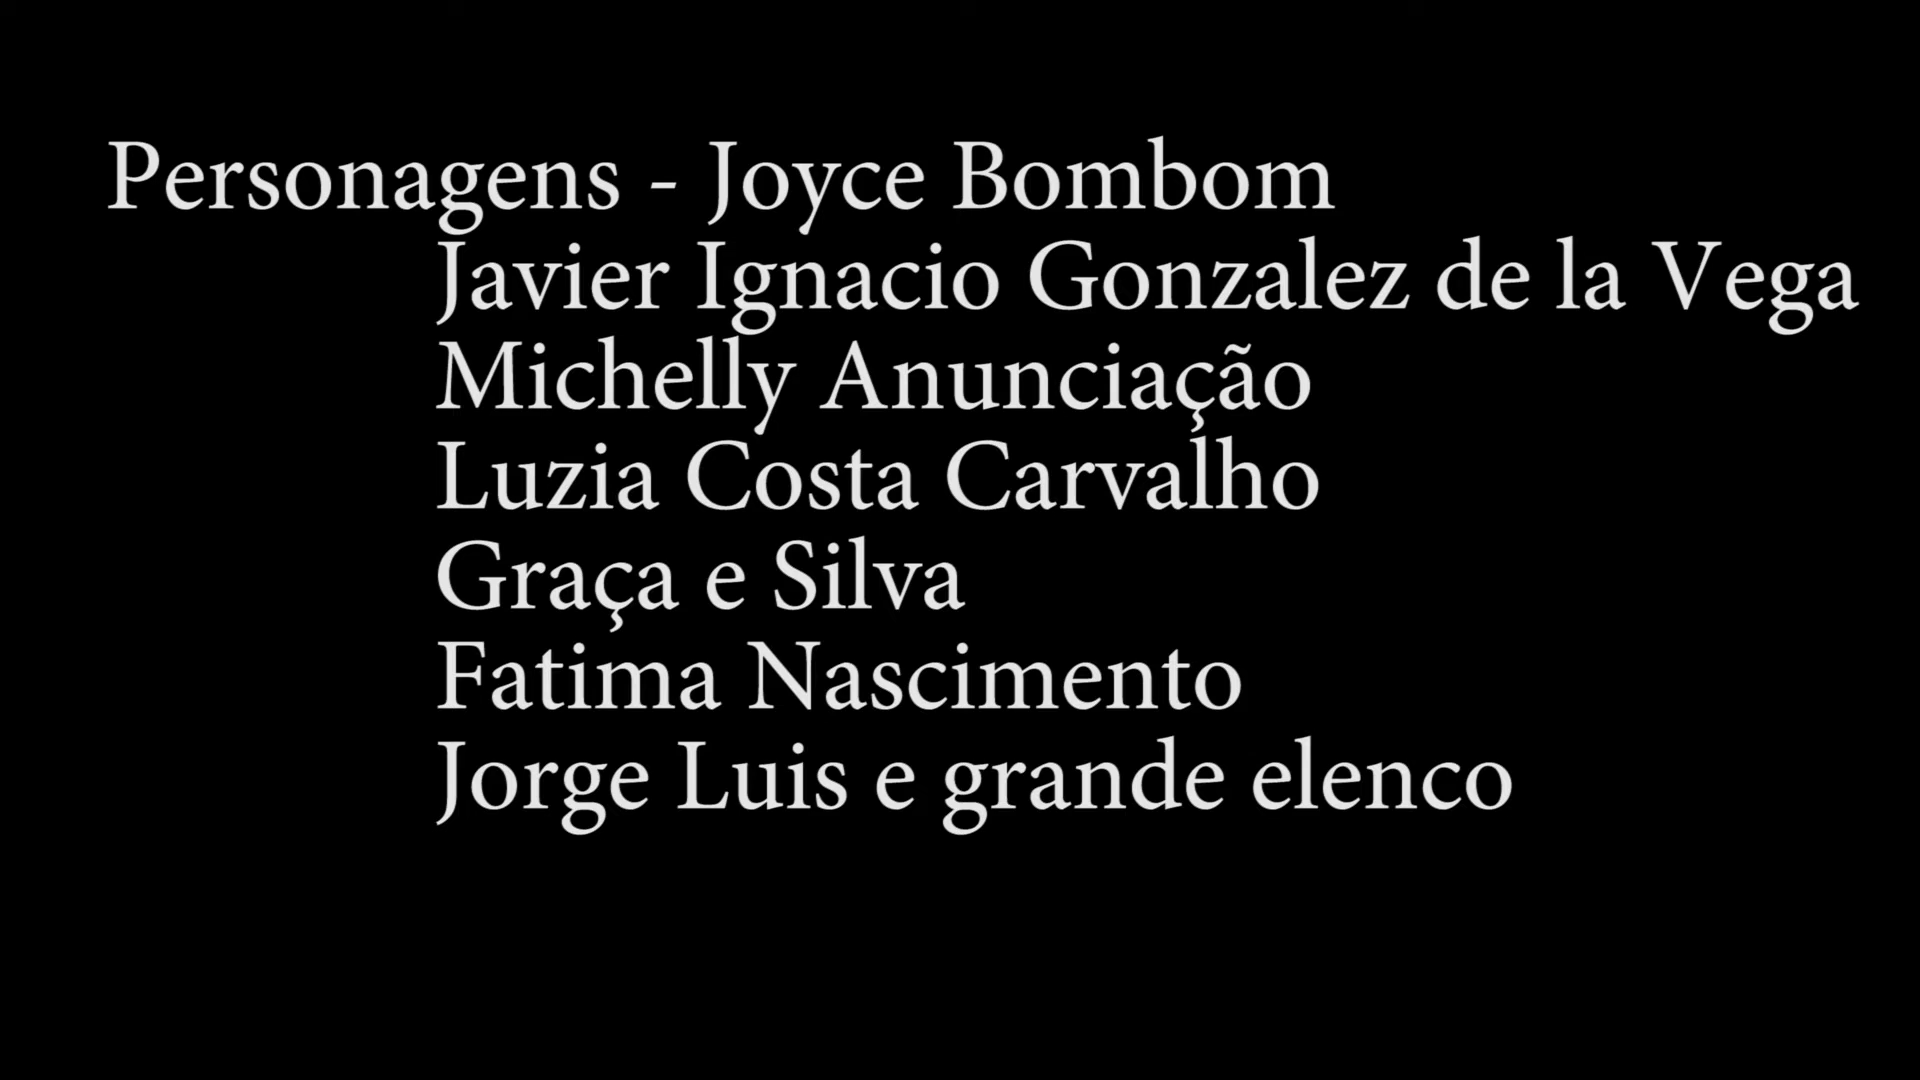 Personagens - Joyce Bombom
Javier Ignacio Gonzalez de la Vega
Michelly Anunciação
Luzia Costa Carvalho
Graça e Silva
Fatima Nascimento
Jorge Luis e grande elenco